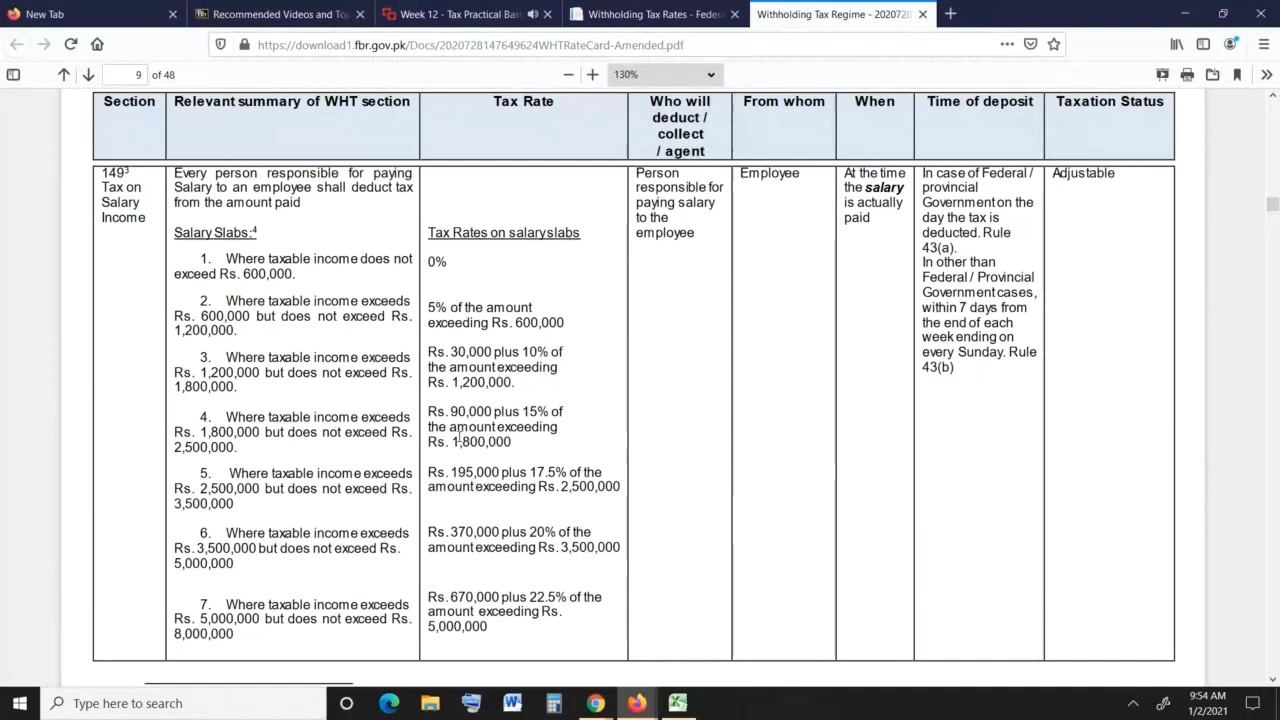 New Tab
Recommended Videos and Top
Week 12 - Tax Practical Bas
Withholding Tax Rates - Federa
Withholding Tax Regime - 2020728
https://download1.fbr.gov.pk/Docs/2020728147649624WHTRateCard-Amended.pdf
9 of 48
130%
Section
Relevant summary of WHT section
Tax Rate
Who will
deduct /
collect
/ agent
From whom
When
Time of deposit
Taxation Status
149³
Tax on
Salary
Income
Every person responsible for paying
Salary to an employee shall deduct tax
from the amount paid
Salary Slabs:⁴
1. Where taxable income does not
exceed Rs. 600,000.
2. Where taxable income exceeds
Rs. 600,000 but does not exceed Rs.
1,200,000.
3. Where taxable income exceeds
Rs. 1,200,000 but does not exceed Rs.
1,800,000.
4. Where taxable income exceeds
Rs. 1,800,000 but does not exceed Rs.
2,500,000.
5. Where taxable income exceeds
Rs. 2,500,000 but does not exceed Rs.
3,500,000
6. Where taxable income exceeds
Rs. 3,500,000 but does not exceed Rs.
5,000,000
7. Where taxable income exceeds
Rs. 5,000,000 but does not exceed Rs.
8,000,000
Tax Rates on salary slabs
0%
5% of the amount
exceeding Rs. 600,000
Rs. 30,000 plus 10% of
the amount exceeding
Rs. 1,200,000.
Rs. 90,000 plus 15% of
the amount exceeding
Rs. 1,800,000
Rs. 195,000 plus 17.5% of the
amount exceeding Rs. 2,500,000
Rs. 370,000 plus 20% of the
amount exceeding Rs. 3,500,000
Rs. 670,000 plus 22.5% of the
amount exceeding Rs.
5,000,000
Person
responsible for
paying salary
to the
employee
Employee
At the time
the salary
is actually
paid
In case of Federal /
provincial
Government on the
day the tax is
deducted. Rule
43(a).
In other than
Federal / Provincial
Government cases,
within 7 days from
the end of each
week ending on
every Sunday. Rule
43(b)
Adjustable
Type here to search
9:54 AM
1/2/2021